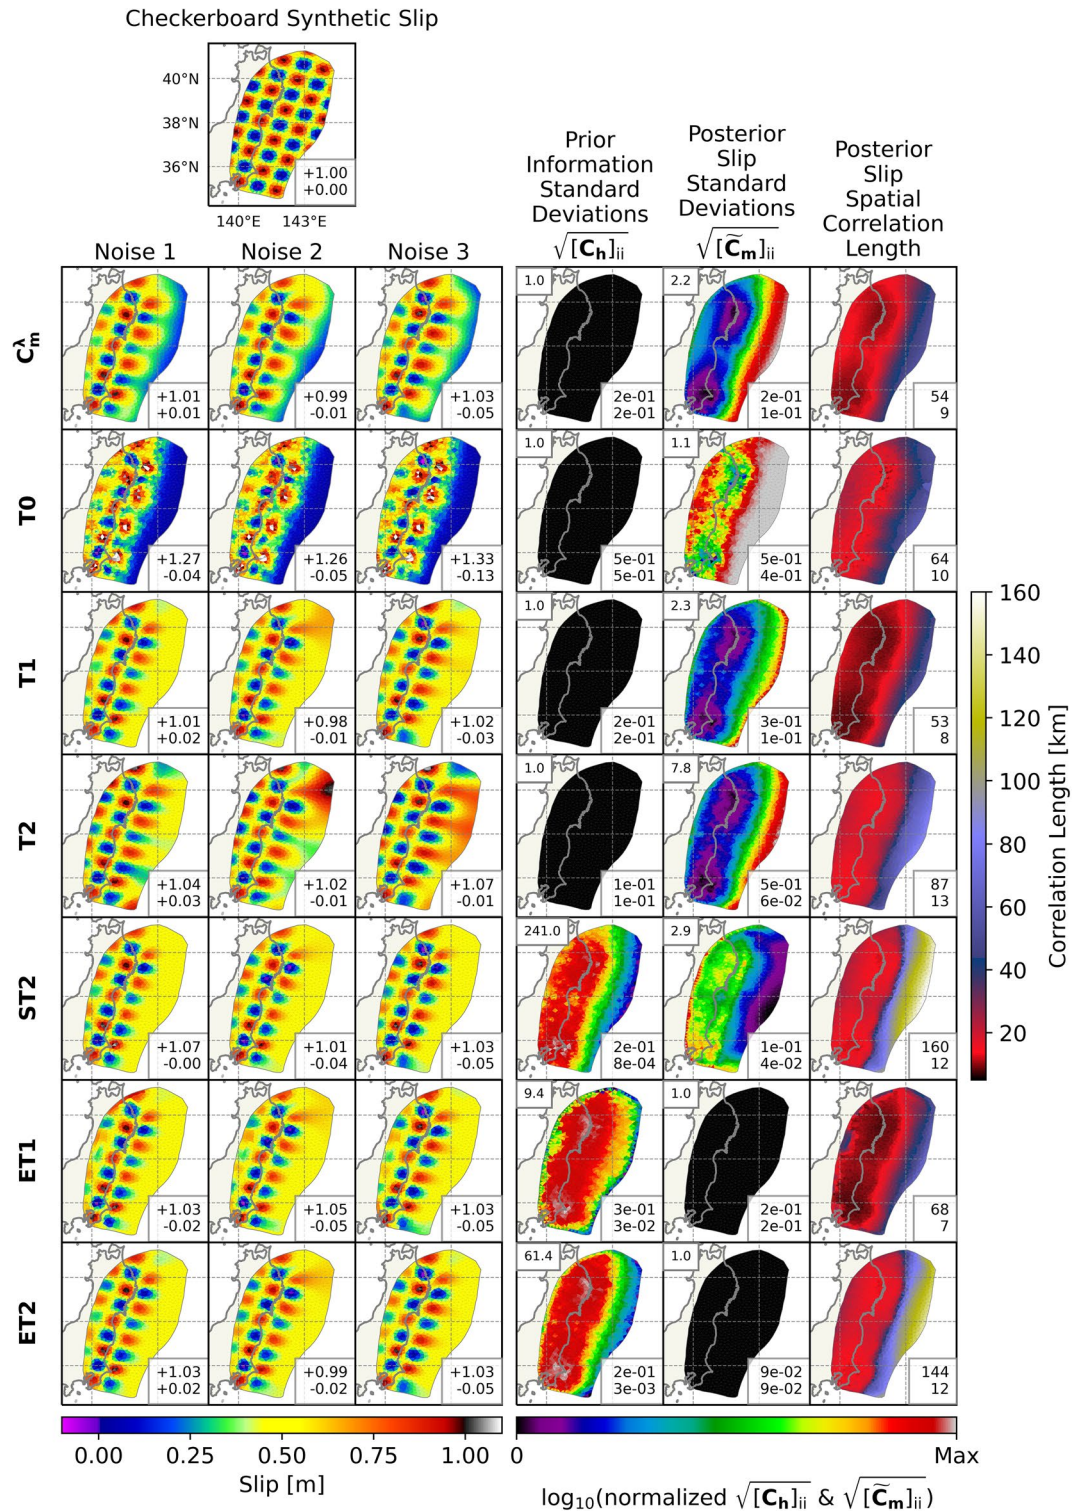 Checkerboard Synthetic Slip
40°N
38°N
36°N
+1.00
+0.00
140°E 143°E
Prior
Information
Standard
Deviations
√[C_h]_ii
Posterior
Slip
Standard
Deviations
√[C̃_m]_ii
Posterior
Slip
Spatial
Correlation
Length
Noise 1 Noise 2 Noise 3
C_m^λ
+1.01
+0.01
+0.99
-0.01
+1.03
-0.05
1.0
2e-01
2e-01
2.2
2e-01
1e-01
54
9
T0
+1.27
-0.04
+1.26
-0.05
+1.33
-0.13
1.0
5e-01
5e-01
1.1
5e-01
4e-01
64
10
T1
+1.01
+0.02
+0.98
-0.01
+1.02
-0.03
1.0
2e-01
2e-01
2.3
3e-01
1e-01
53
8
T2
+1.04
+0.03
+1.02
-0.01
+1.07
-0.01
1.0
1e-01
1e-01
7.8
5e-01
6e-02
87
13
ST2
+1.07
-0.00
+1.01
-0.04
+1.03
-0.05
241.0
2e-01
8e-04
2.9
1e-01
4e-02
160
12
ET1
+1.03
-0.02
+1.05
-0.05
+1.03
-0.05
9.4
3e-01
3e-02
1.0
2e-01
2e-01
68
7
ET2
+1.03
+0.02
+0.99
-0.02
+1.03
-0.05
61.4
2e-01
3e-03
1.0
9e-02
9e-02
144
12
160
140
120
100
80
60
40
20
Correlation Length [km]
0.00 0.25 0.50 0.75 1.00
Slip [m]
0 Max
log₁₀(normalized √[C_h]_ii & √[C̃_m]_ii)